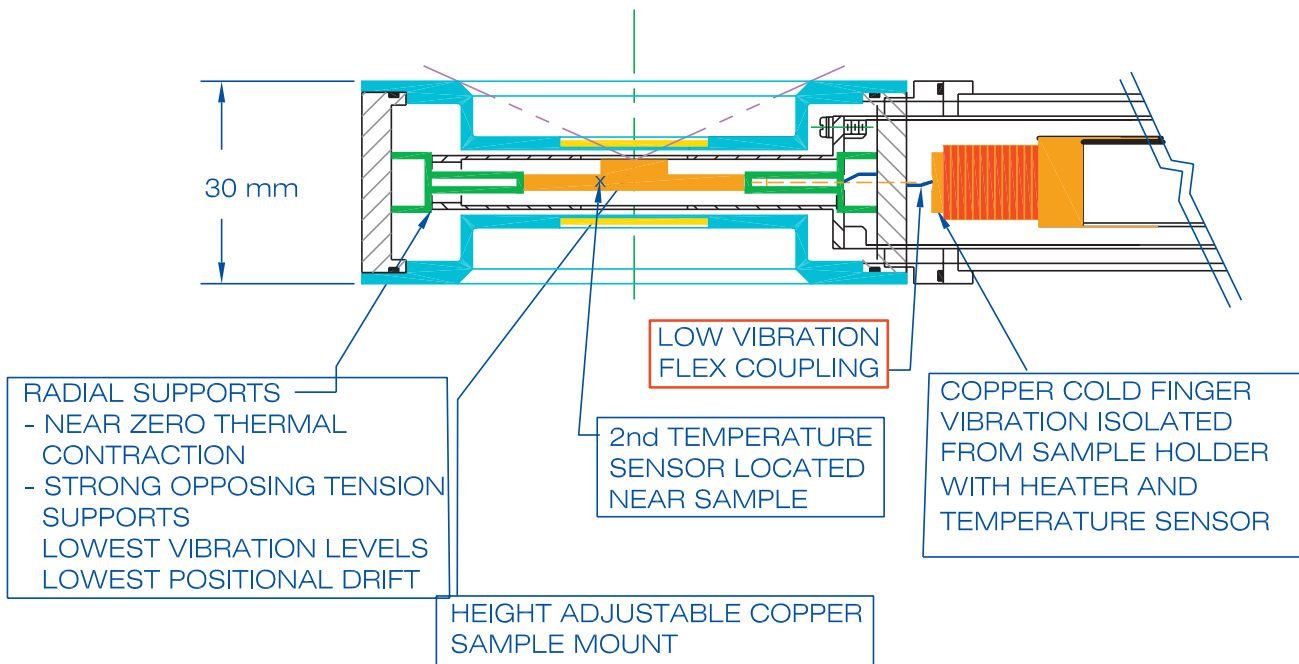 30 mm
LOW VIBRATION
FLEX COUPLING
RADIAL SUPPORTS
- NEAR ZERO THERMAL
CONTRACTION
- STRONG OPPOSING TENSION
SUPPORTS
LOWEST VIBRATION LEVELS
LOWEST POSITIONAL DRIFT
2nd TEMPERATURE
SENSOR LOCATED
NEAR SAMPLE
COPPER COLD FINGER
VIBRATION ISOLATED
FROM SAMPLE HOLDER
WITH HEATER AND
TEMPERATURE SENSOR
HEIGHT ADJUSTABLE COPPER
SAMPLE MOUNT